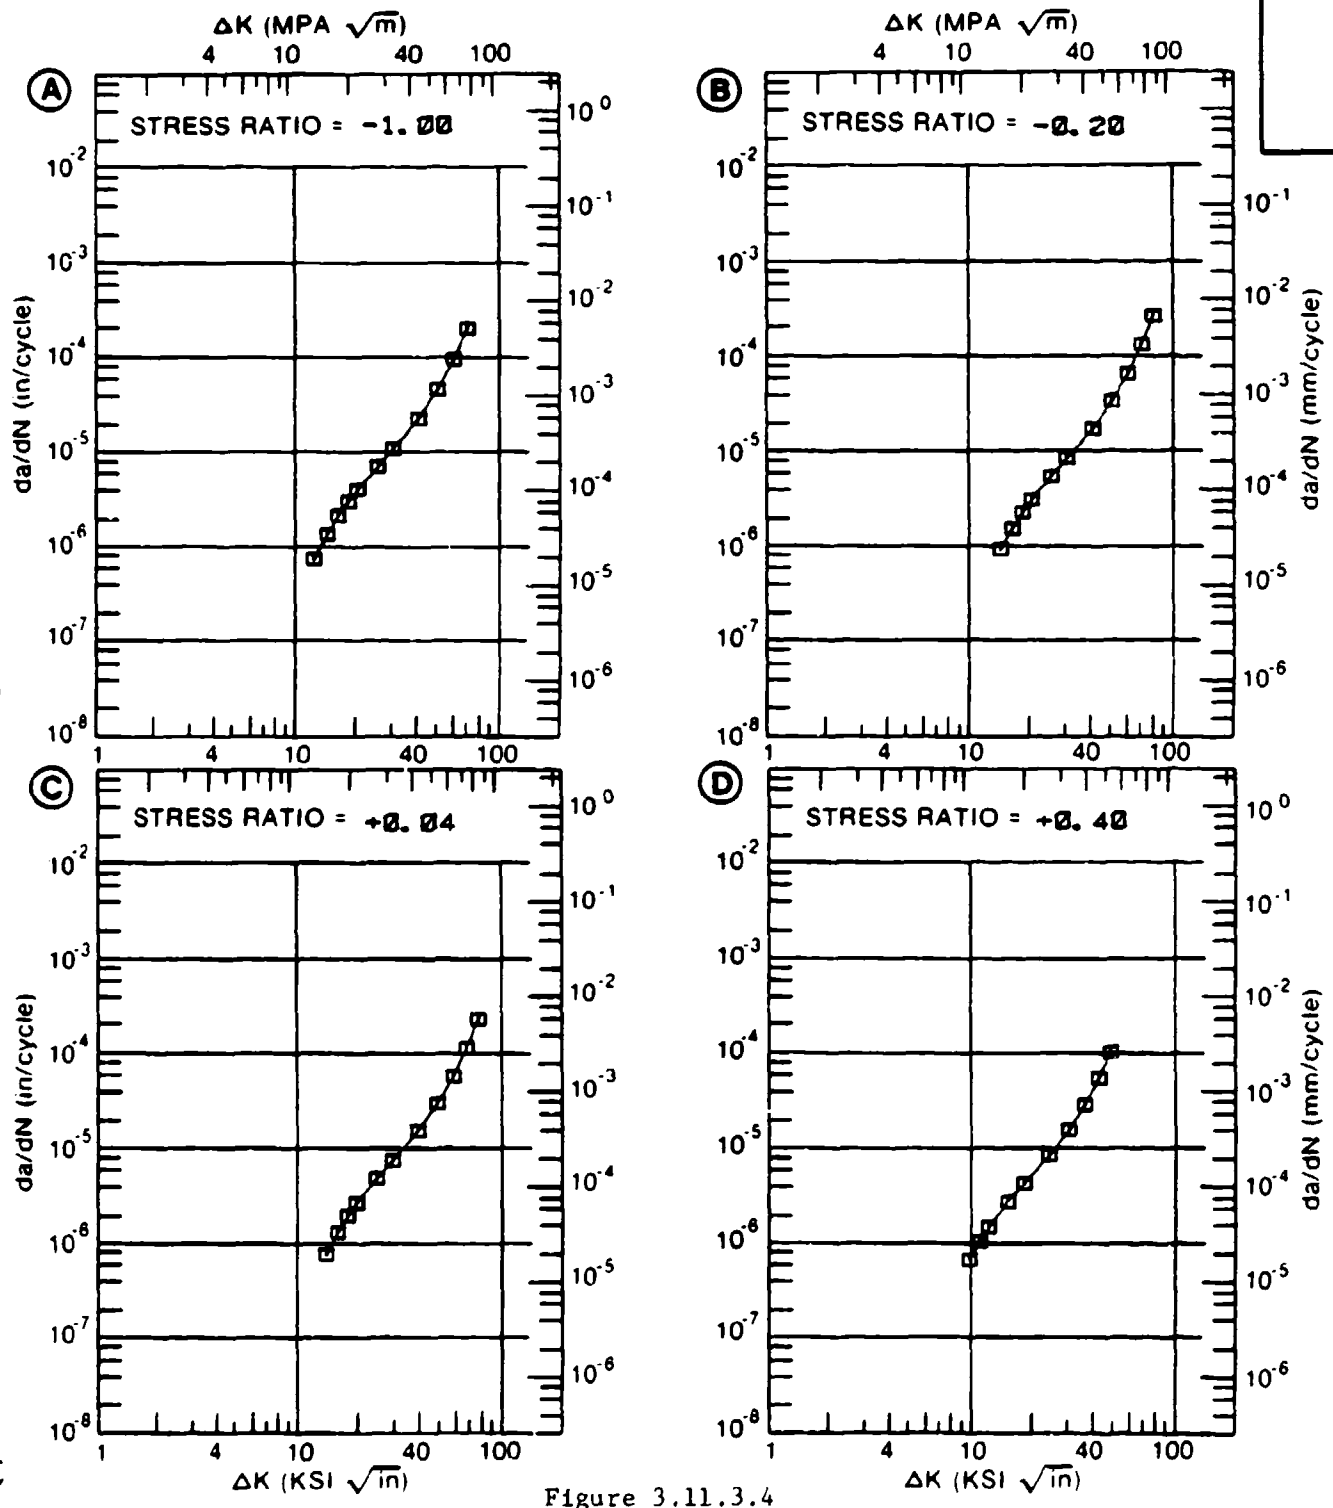 ΔK (MPA √m)
4 10 40 100
A
STRESS RATIO = -1.00
10⁰
10⁻¹
10⁻²
10⁻³
10⁻⁴
10⁻⁵
10⁻⁶
10⁻²
10⁻³
10⁻⁴
10⁻⁵
10⁻⁶
10⁻⁷
10⁻⁸
da/dN (in/cycle)
1 4 10 40 100
ΔK (MPA √m)
4 10 40 100
B
STRESS RATIO = -0.20
10⁻²
10⁻³
10⁻⁴
10⁻⁵
10⁻⁶
10⁻⁷
10⁻⁸
10⁻¹
10⁻²
10⁻³
10⁻⁴
10⁻⁵
10⁻⁶
da/dN (mm/cycle)
1 4 10 40 100
C
STRESS RATIO = +0.04
10⁰
10⁻¹
10⁻²
10⁻³
10⁻⁴
10⁻⁵
10⁻⁶
10⁻²
10⁻³
10⁻⁴
10⁻⁵
10⁻⁶
10⁻⁷
10⁻⁸
da/dN (in/cycle)
1 4 10 40 100
ΔK (KSI √in)
D
STRESS RATIO = +0.40
10⁰
10⁻¹
10⁻²
10⁻³
10⁻⁴
10⁻⁵
10⁻⁶
10⁻²
10⁻³
10⁻⁴
10⁻⁵
10⁻⁶
10⁻⁷
10⁻⁸
da/dN (mm/cycle)
1 4 10 40 100
ΔK (KSI √in)
Figure 3.11.3.4